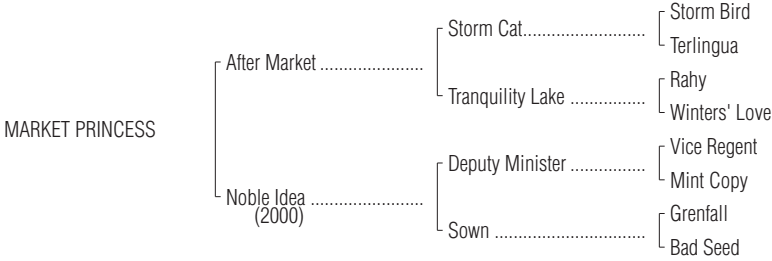 Storm Bird
Storm Cat..........................
Terlingua
After Market ......................
Rahy
Tranquility Lake ................
Winters' Love
MARKET PRINCESS
Vice Regent
Deputy Minister ................
Mint Copy
Noble Idea ........................
(2000)
Grenfall
Sown ................................
Bad Seed